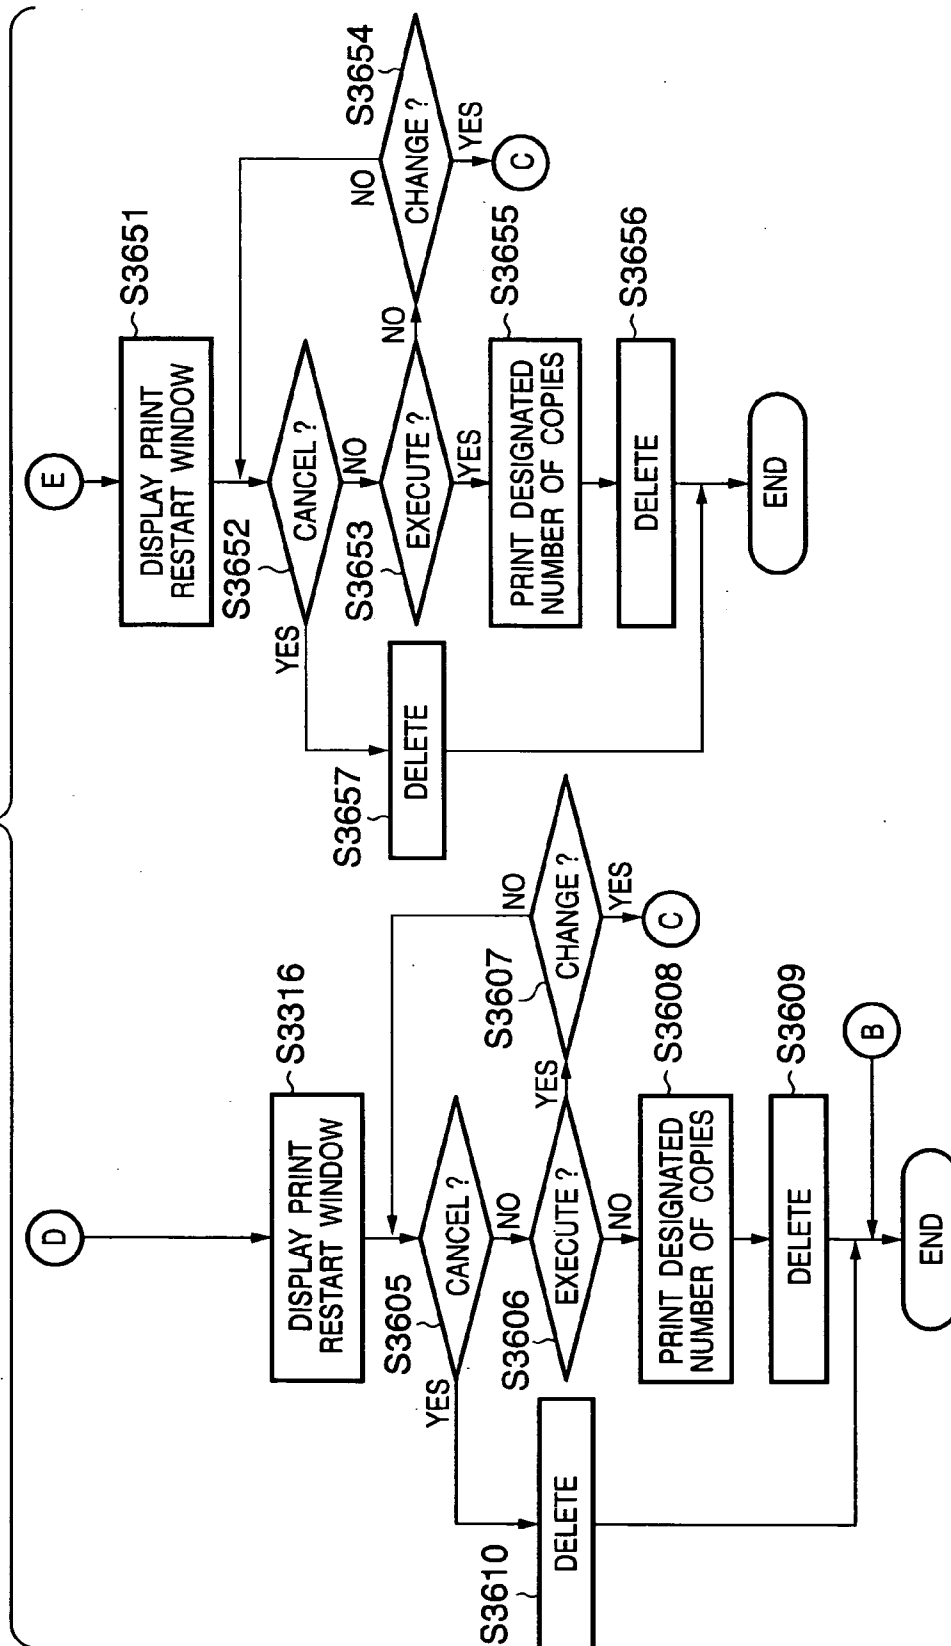 D
DISPLAY PRINT
RESTART WINDOW
S3316
CANCEL ?
S3605
YES
NO
EXECUTE ?
S3606
YES
NO
CHANGE ?
S3607
NO
YES
C
PRINT DESIGNATED
NUMBER OF COPIES
S3608
DELETE
S3609
B
DELETE
S3610
END
E
DISPLAY PRINT
RESTART WINDOW
S3651
CANCEL ?
S3652
YES
NO
EXECUTE ?
S3653
NO
YES
CHANGE ?
S3654
NO
YES
C
PRINT DESIGNATED
NUMBER OF COPIES
S3655
DELETE
S3656
DELETE
S3657
END